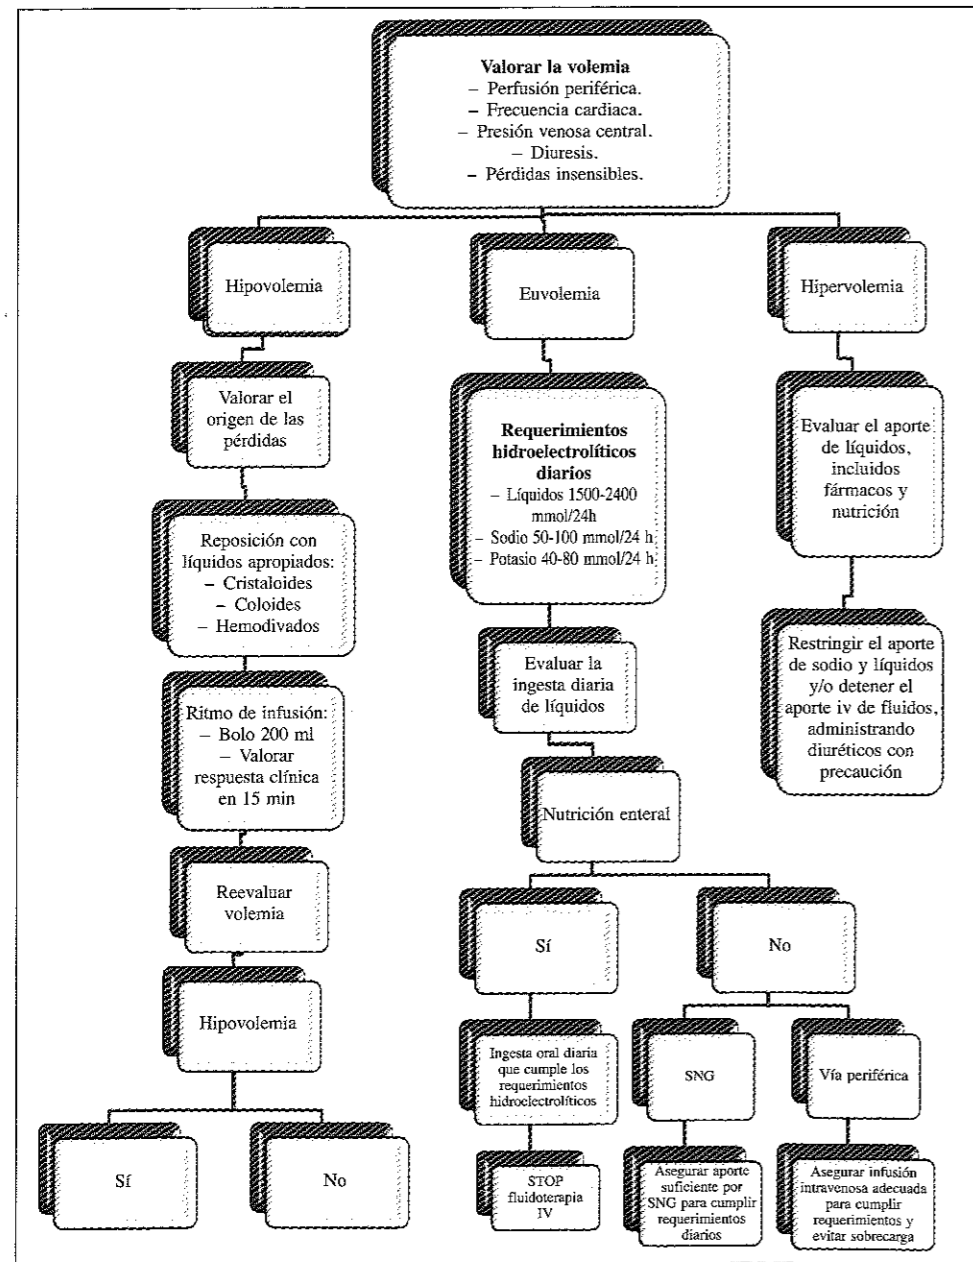 Valorar la volemia
– Perfusión periférica.
– Frecuencia cardiaca.
– Presión venosa central.
– Diuresis.
– Pérdidas insensibles.
Hipovolemia
Euvolemia
Hipervolemia
Valorar el
origen de las
pérdidas
Reposición con
líquidos apropiados:
– Cristaloides
– Coloides
– Hemodivados
Ritmo de infusión:
– Bolo 200 ml
– Valorar
respuesta clínica
en 15 min
Reevaluar
volemia
Hipovolemia
Sí
No
Requerimientos
hidroelectrolíticos
diarios
– Líquidos 1500-2400
mmol/24h
– Sodio 50-100 mmol/24 h
– Potasio 40-80 mmol/24 h
Evaluar la
ingesta diaria
de líquidos
Nutrición enteral
Sí
No
Ingesta oral diaria
que cumple los
requerimientos
hidroelectrolíticos
STOP
fluidoterapia
IV
SNG
Asegurar aporte
suficiente por
SNG para cumplir
requerimientos
diarios
Vía periférica
Asegurar infusión
intravenosa adecuada
para cumplir
requerimientos y
evitar sobrecarga
Evaluar el aporte
de líquidos,
incluidos
fármacos y
nutrición
Restringir el aporte
de sodio y líquidos
y/o detener el
aporte iv de fluidos,
administrando
diuréticos con
precaución